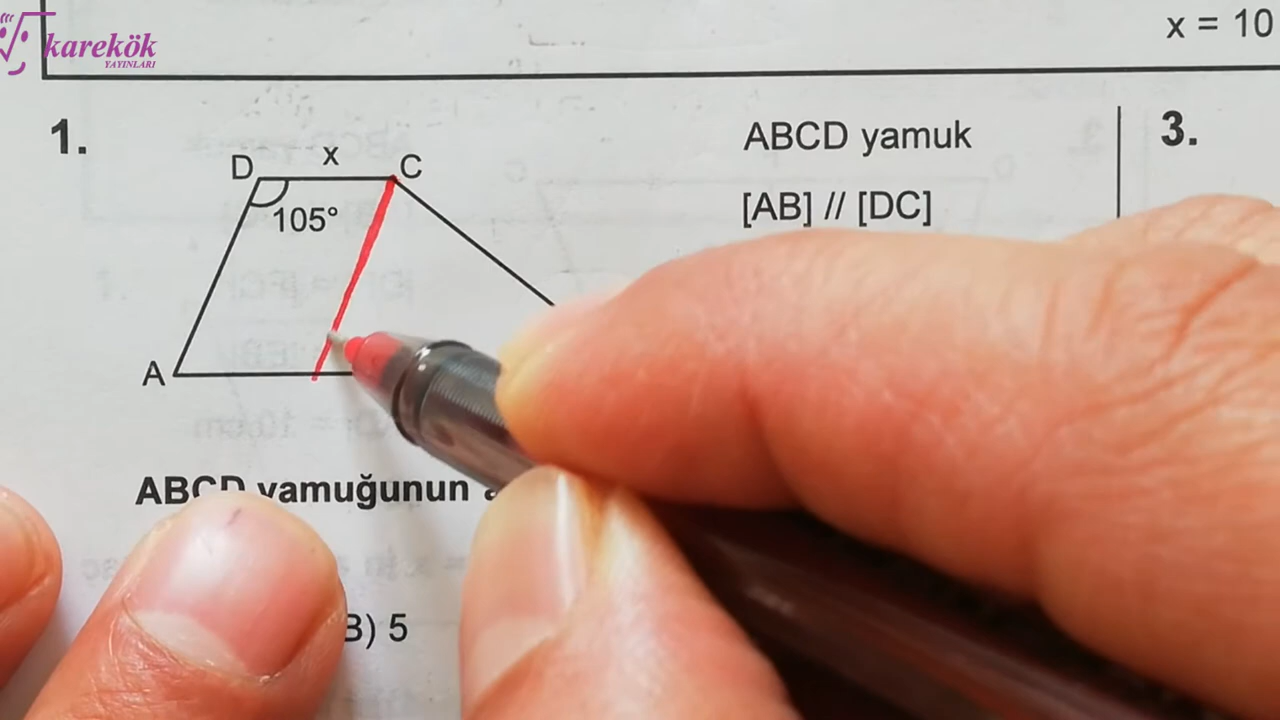 karekök
YAYINLARI
x = 10
1.
D
x
C
105°
A
ABCD yamuk
[AB] // [DC]
3.
ABCD yamuğunun
B) 5